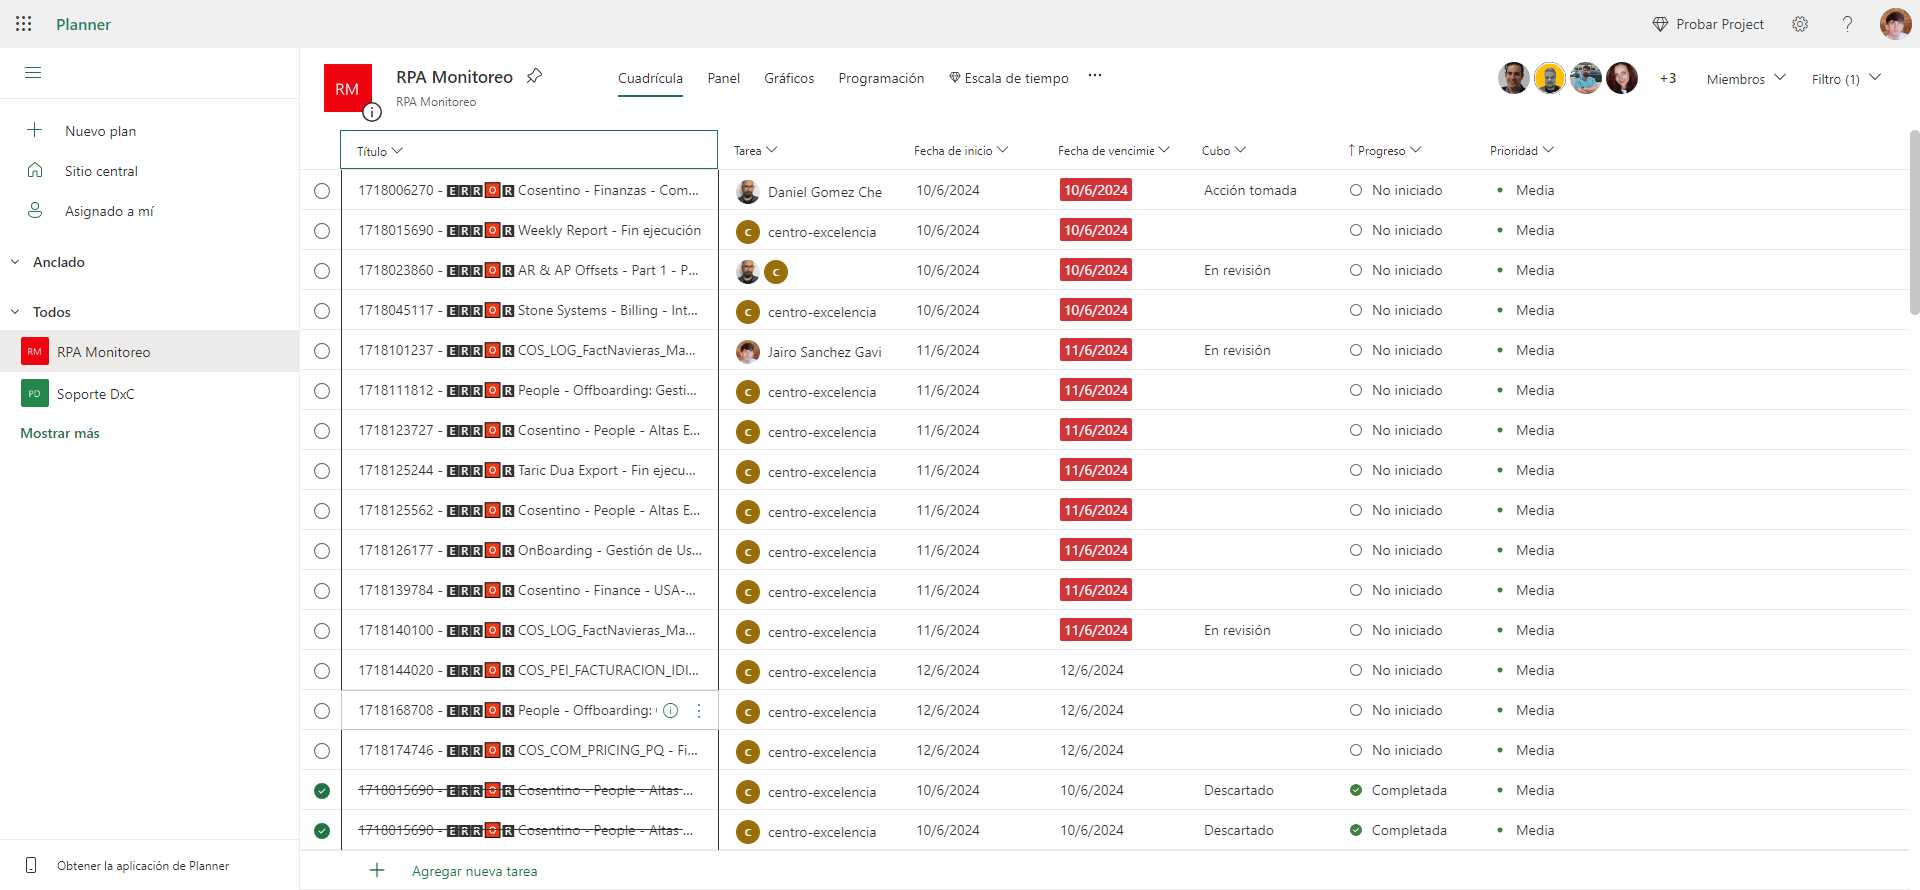 Planner
Probar Project
?
RM
RPA Monitoreo
RPA Monitoreo
Cuadrícula
Panel
Gráficos
Programación
Escala de tiempo
...
+3
Miembros
Filtro (1)
Nuevo plan
Sitio central
Asignado a mí
Anclado
Todos
RM RPA Monitoreo
PD Soporte DxC
Mostrar más
Obtener la aplicación de Planner
Título Tarea Fecha de inicio Fecha de vencimie Cubo ↑ Progreso Prioridad
1718006270 - ERROR Cosentino - Finanzas - Com... Daniel Gomez Che 10/6/2024 10/6/2024 Acción tomada No iniciado Media
1718015690 - ERROR Weekly Report - Fin ejecución C centro-excelencia 10/6/2024 10/6/2024 No iniciado Media
1718023860 - ERROR AR & AP Offsets - Part 1 - P... C 10/6/2024 10/6/2024 En revisión No iniciado Media
1718045117 - ERROR Stone Systems - Billing - Int... C centro-excelencia 10/6/2024 10/6/2024 No iniciado Media
1718101237 - ERROR COS_LOG_FactNavieras_Ma... Jairo Sanchez Gavi 11/6/2024 11/6/2024 En revisión No iniciado Media
1718111812 - ERROR People - Offboarding: Gesti... C centro-excelencia 11/6/2024 11/6/2024 No iniciado Media
1718123727 - ERROR Cosentino - People - Altas E... C centro-excelencia 11/6/2024 11/6/2024 No iniciado Media
1718125244 - ERROR Taric Dua Export - Fin ejecu... C centro-excelencia 11/6/2024 11/6/2024 No iniciado Media
1718125562 - ERROR Cosentino - People - Altas E... C centro-excelencia 11/6/2024 11/6/2024 No iniciado Media
1718126177 - ERROR OnBoarding - Gestión de Us... C centro-excelencia 11/6/2024 11/6/2024 No iniciado Media
1718139784 - ERROR Cosentino - Finance - USA-... C centro-excelencia 11/6/2024 11/6/2024 No iniciado Media
1718140100 - ERROR COS_LOG_FactNavieras_Ma... C centro-excelencia 11/6/2024 11/6/2024 En revisión No iniciado Media
1718144020 - ERROR COS_PEI_FACTURACION_IDI... C centro-excelencia 12/6/2024 12/6/2024 No iniciado Media
1718168708 - ERROR People - Offboarding: C centro-excelencia 12/6/2024 12/6/2024 No iniciado Media
1718174746 - ERROR COS_COM_PRICING_PQ - Fi... C centro-excelencia 12/6/2024 12/6/2024 No iniciado Media
1718015690 - ERROR Cosentino - People - Altas ... C centro-excelencia 10/6/2024 10/6/2024 Descartado Completada Media
1718015690 - ERROR Cosentino - People - Altas ... C centro-excelencia 10/6/2024 10/6/2024 Descartado Completada Media
Agregar nueva tarea